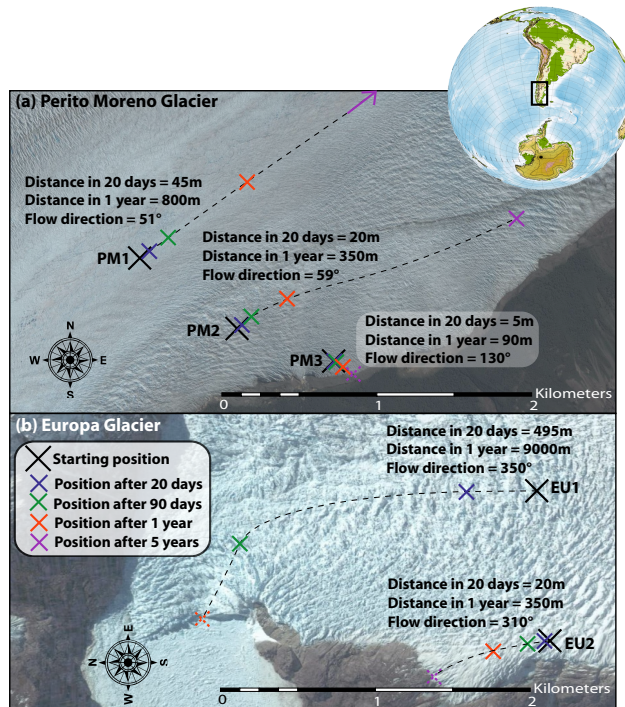 (a) Perito Moreno Glacier
Distance in 20 days = 45m
Distance in 1 year = 800m
Flow direction = 51°
PM1
Distance in 20 days = 20m
Distance in 1 year = 350m
Flow direction = 59°
PM2
Distance in 20 days = 5m
Distance in 1 year = 90m
Flow direction = 130°
PM3
N
W E
S
Kilometers
0 1 2
(b) Europa Glacier
Starting position
Position after 20 days
Position after 90 days
Position after 1 year
Position after 5 years
Distance in 20 days = 495m
Distance in 1 year = 9000m
Flow direction = 350°
EU1
Distance in 20 days = 20m
Distance in 1 year = 350m
Flow direction = 310°
EU2
E
N S
W
Kilometers
0 1 2